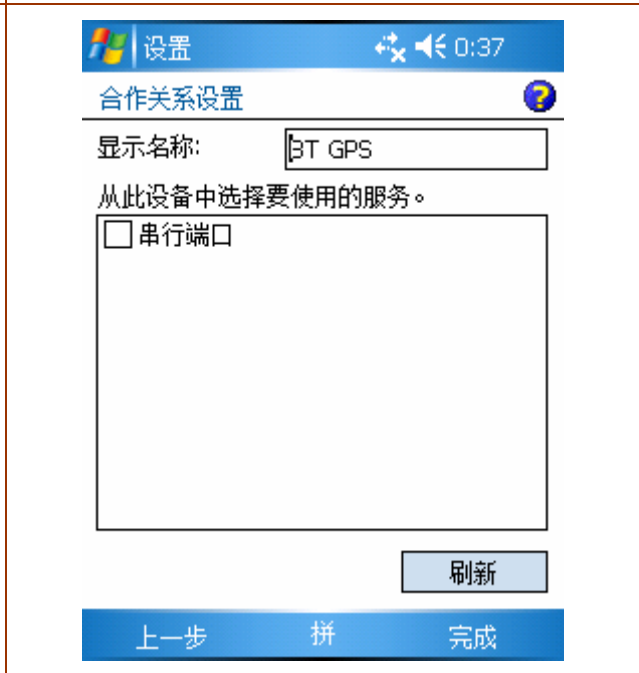 设置 0:37
合作关系设置
显示名称: BT GPS
从此设备中选择要使用的服务。
串行端口
刷新
上一步 拼 完成